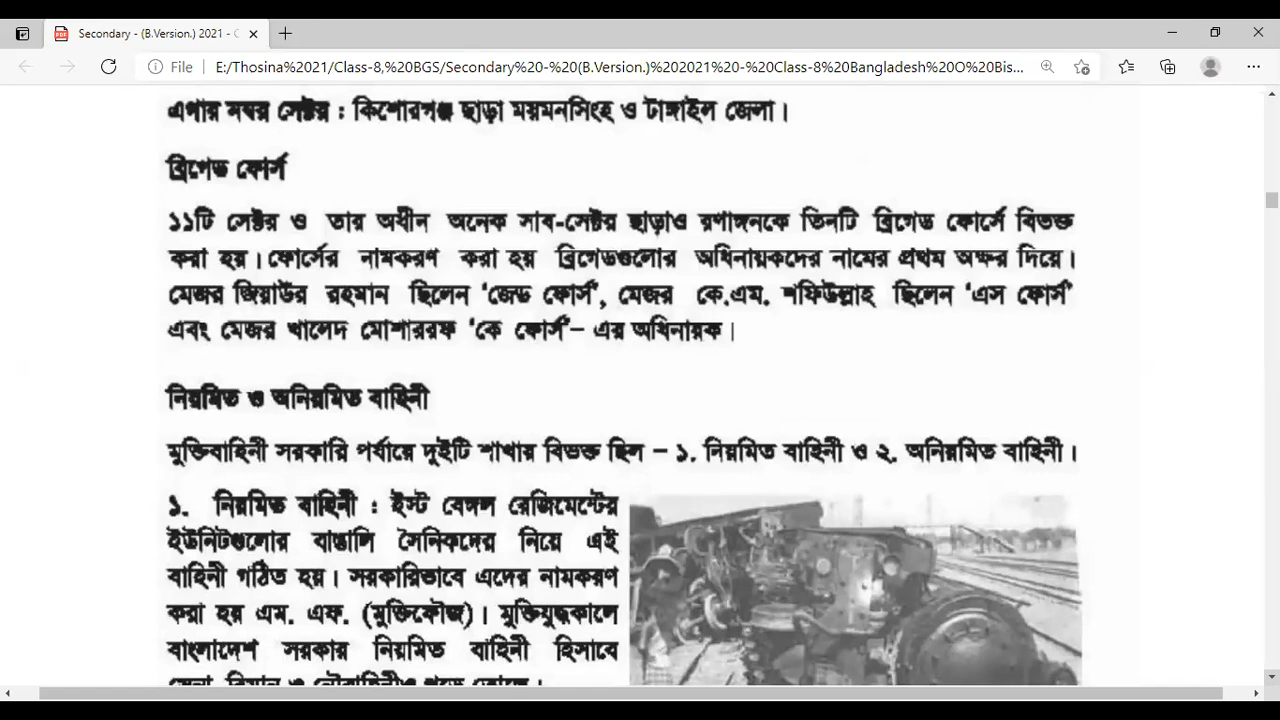 Secondary - (B.Version.) 2021 - C
File
E:/Thosina%2021/Class-8,%20BGS/Secondary%20-%20(B.Version.)%202021%20-%20Class-8%20Bangladesh%20O%20Bis...
এগার নম্বর সেক্টর : কিশোরগঞ্জ ছাড়া ময়মনসিংহ ও টাঙ্গাইল জেলা।
ব্রিগেড ফোর্স
১১টি সেক্টর ও তার অধীন অনেক সাব-সেক্টর ছাড়াও রণাঙ্গনকে তিনটি ব্রিগেড ফোর্সে বিভক্ত
করা হয়। ফোর্সের নামকরণ করা হয় ব্রিগেডগুলোর অধিনায়কদের নামের প্রথম অক্ষর দিয়ে।
মেজর জিয়াউর রহমান ছিলেন ‘জেড ফোর্স’, মেজর কে.এম. শফিউল্লাহ ছিলেন ‘এস ফোর্স’
এবং মেজর খালেদ মোশাররফ ‘কে ফোর্স’– এর অধিনায়ক।
নিয়মিত ও অনিয়মিত বাহিনী
মুক্তিবাহিনী সরকারি পর্যায়ে দুইটি শাখায় বিভক্ত ছিল – ১. নিয়মিত বাহিনী ও ২. অনিয়মিত বাহিনী।
১. নিয়মিত বাহিনী : ইস্ট বেঙ্গল রেজিমেন্টের
ইউনিটগুলোর বাঙালি সৈনিকদের নিয়ে এই
বাহিনী গঠিত হয়। সরকারিভাবে এদের নামকরণ
করা হয় এম. এফ. (মুক্তিফৌজ)। মুক্তিযুদ্ধকালে
বাংলাদেশ সরকার নিয়মিত বাহিনী হিসাবে
সেনা, বিমান ও নৌবাহিনীও গড়ে তোলে।